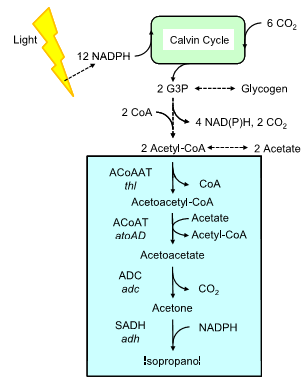 6 CO2
Light
Calvin Cycle
12 NADPH
2 G3P
Glycogen
2 CoA
4 NAD(P)H, 2 CO2
2 Acetyl-CoA
2 Acetate
ACoAAT
thl
CoA
Acetoacetyl-CoA
ACoAT
atoAD
Acetate
Acetyl-CoA
Acetoacetate
ADC
adc
CO2
Acetone
SADH
adh
NADPH
Isopropanol